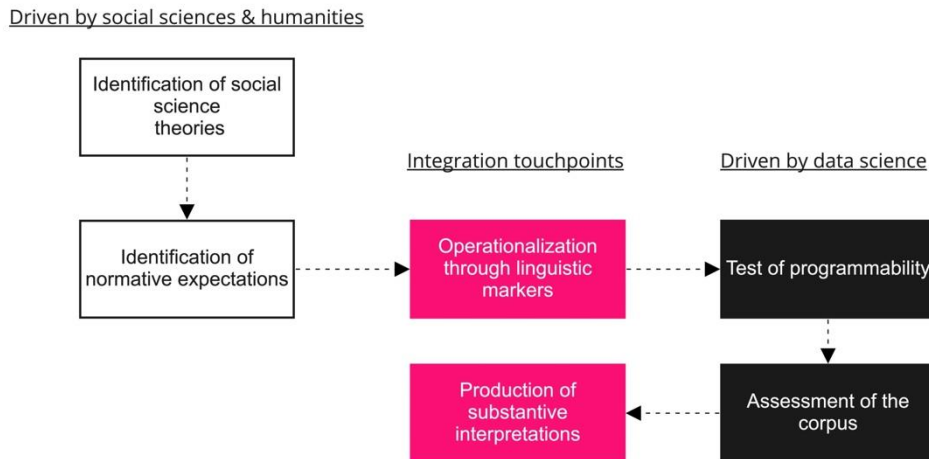 Driven by social sciences & humanities
Identification of social
science
theories
Integration touchpoints
Driven by data science
Identification of
normative expectations
Operationalization
through linguistic
markers
Test of programmability
Production of
substantive
interpretations
Assessment of the
corpus